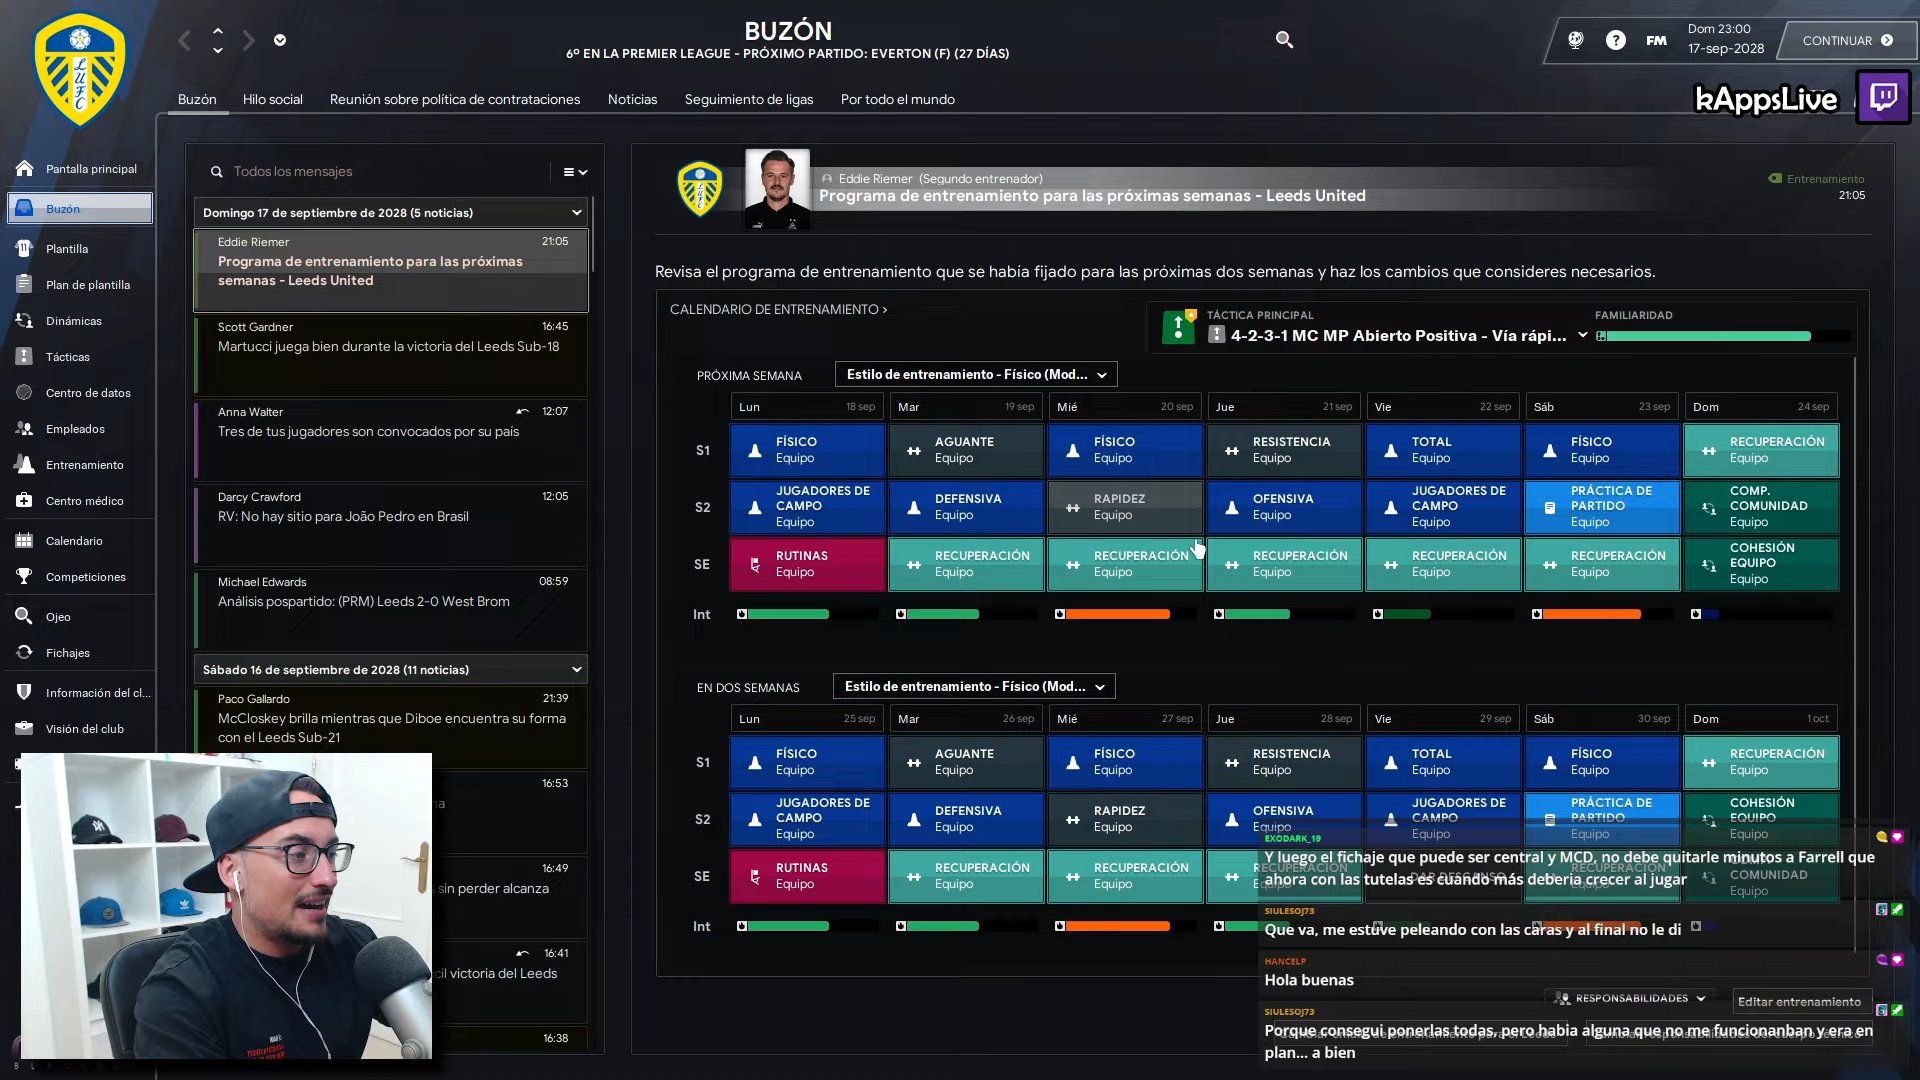 BUZÓN
6º EN LA PREMIER LEAGUE - PRÓXIMO PARTIDO: EVERTON (F) (27 DÍAS)
FM
Dom 23:00
17-sep-2028
CONTINUAR
kAppsLive
LUFC
Buzón
Hilo social
Reunión sobre política de contrataciones
Noticias
Seguimiento de ligas
Por todo el mundo
Pantalla principal
Buzón
Plantilla
Plan de plantilla
Dinámicas
Tácticas
Centro de datos
Empleados
Entrenamiento
Centro médico
Calendario
Competiciones
Ojeo
Fichajes
Información del cl...
Visión del club
Todos los mensajes
Domingo 17 de septiembre de 2028 (5 noticias)
Eddie Riemer 21:05
Programa de entrenamiento para las próximas
semanas - Leeds United
Scott Gardner 16:45
Martucci juega bien durante la victoria del Leeds Sub-18
Anna Walter 12:07
Tres de tus jugadores son convocados por su país
Darcy Crawford 12:05
RV: No hay sitio para João Pedro en Brasil
Michael Edwards 08:59
Análisis pospartido: (PRM) Leeds 2-0 West Brom
Sábado 16 de septiembre de 2028 (11 noticias)
Paco Gallardo 21:39
McCloskey brilla mientras que Diboe encuentra su forma
con el Leeds Sub-21
16:53
16:49
sin perder alcanza
16:41
victoria del Leeds
16:38
Eddie Riemer (Segundo entrenador)
Programa de entrenamiento para las próximas semanas - Leeds United
Entrenamiento
21:05
Revisa el programa de entrenamiento que se había fijado para las próximas dos semanas y haz los cambios que consideres necesarios.
CALENDARIO DE ENTRENAMIENTO >
TÁCTICA PRINCIPAL
4-2-3-1 MC MP Abierto Positiva - Vía rápi...
FAMILIARIDAD
PRÓXIMA SEMANA
Estilo de entrenamiento - Físico (Mod...
Lun 18 sep Mar 19 sep Mié 20 sep Jue 21 sep Vie 22 sep Sáb 23 sep Dom 24 sep
S1
FÍSICO AGUANTE FÍSICO RESISTENCIA TOTAL FÍSICO RECUPERACIÓN
Equipo Equipo Equipo Equipo Equipo Equipo Equipo
S2
JUGADORES DE CAMPO DEFENSIVA RAPIDEZ OFENSIVA JUGADORES DE CAMPO PRÁCTICA DE PARTIDO COMP. COMUNIDAD
Equipo Equipo Equipo Equipo Equipo Equipo Equipo
SE
RUTINAS RECUPERACIÓN RECUPERACIÓN RECUPERACIÓN RECUPERACIÓN RECUPERACIÓN COHESIÓN EQUIPO
Equipo Equipo Equipo Equipo Equipo Equipo Equipo
Int
EN DOS SEMANAS
Estilo de entrenamiento - Físico (Mod...
Lun 25 sep Mar 26 sep Mié 27 sep Jue 28 sep Vie 29 sep Sáb 30 sep Dom 1 oct
S1
FÍSICO AGUANTE FÍSICO RESISTENCIA TOTAL FÍSICO RECUPERACIÓN
Equipo Equipo Equipo Equipo Equipo Equipo Equipo
S2
JUGADORES DE CAMPO DEFENSIVA RAPIDEZ OFENSIVA JUGADORES DE CAMPO PRÁCTICA DE PARTIDO COHESIÓN EQUIPO
Equipo Equipo Equipo Equipo Equipo Equipo Equipo
SE
RUTINAS RECUPERACIÓN RECUPERACIÓN RECUPERACIÓN DAR DESCANSO RECUPERACIÓN COMUNIDAD
Equipo Equipo Equipo Equipo Equipo Equipo
Int
EXODARK_19
Y luego el fichaje que puede ser central y MCD, no debe quitarle minutos a Farrell que
ahora con las tutelas es cuando más deberia crecer al jugar
SIULESOJ73
Que va, me estuve peleando con las caras y al final no le di
HANCELP
Hola buenas
RESPONSABILIDADES
Editar entrenamiento
SIULESOJ73
Porque consegui ponerlas todas, pero habia alguna que no me funcionanban y era en
plan... a bien